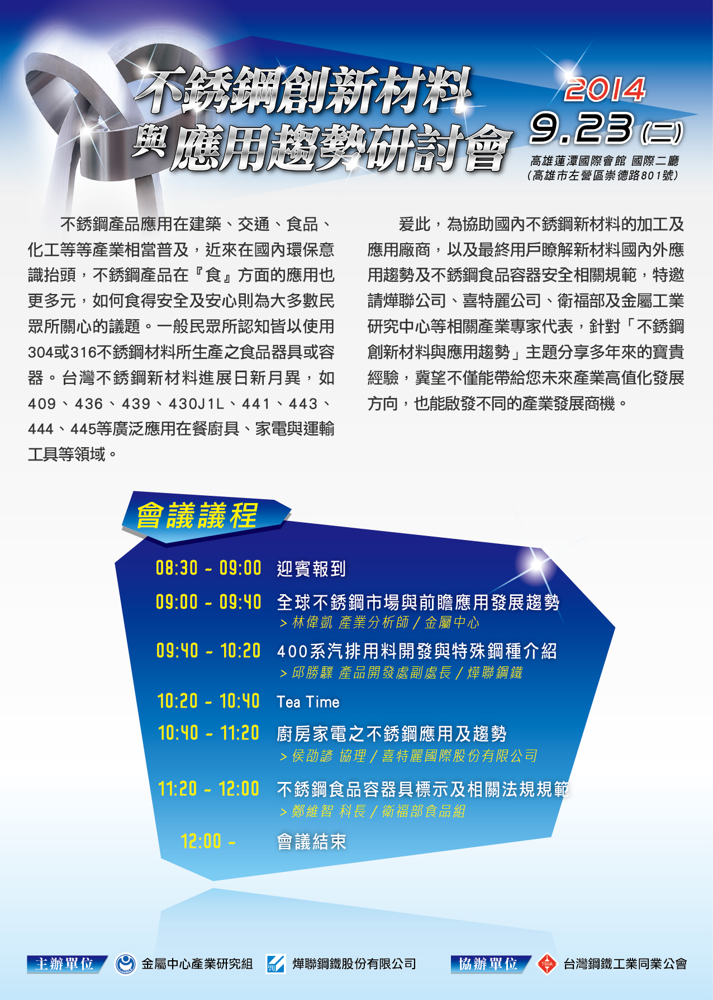 不銹鋼創新材料
與應用趨勢研討會
2014
9.23(二)
高雄蓮潭國際會館 國際二廳
(高雄市左營區崇德路801號)
不銹鋼產品應用在建築、交通、食品、
化工等等產業相當普及，近來在國內環保意
識抬頭，不銹鋼產品在『食』方面的應用也
更多元，如何食得安全及安心則為大多數民
眾所關心的議題。一般民眾所認知皆以使用
304或316不銹鋼材料所生產之食品器具或容
器。台灣不銹鋼新材料進展日新月異，如
409、436、439、430J1L、441、443、
444、445等廣泛應用在餐廚具、家電與運輸
工具等領域。
爰此，為協助國內不銹鋼新材料的加工及
應用廠商，以及最終用戶瞭解新材料國內外應
用趨勢及不銹鋼食品容器安全相關規範，特邀
請燁聯公司、喜特麗公司、衛福部及金屬工業
研究中心等相關產業專家代表，針對「不銹鋼
創新材料與應用趨勢」主題分享多年來的寶貴
經驗，冀望不僅能帶給您未來產業高值化發展
方向，也能啟發不同的產業發展商機。
會議議程
08:30 ~ 09:00 迎賓報到
09:00 ~ 09:40 全球不銹鋼市場與前瞻應用發展趨勢
> 林偉凱 產業分析師 / 金屬中心
09:40 ~ 10:20 400系汽排用料開發與特殊鋼種介紹
> 邱勝騥 產品開發處副處長 / 燁聯鋼鐵
10:20 ~ 10:40 Tea Time
10:40 ~ 11:20 廚房家電之不銹鋼應用及趨勢
> 侯劭諺 協理 / 喜特麗國際股份有限公司
11:20 ~ 12:00 不銹鋼食品容器具標示及相關法規規範
> 鄭維智 科長 / 衛福部食品組
12:00 ~ 會議結束
主辦單位 MIRDC 金屬中心產業研究組 YU 燁聯鋼鐵股份有限公司 協辦單位 TSIIA 台灣鋼鐵工業同業公會